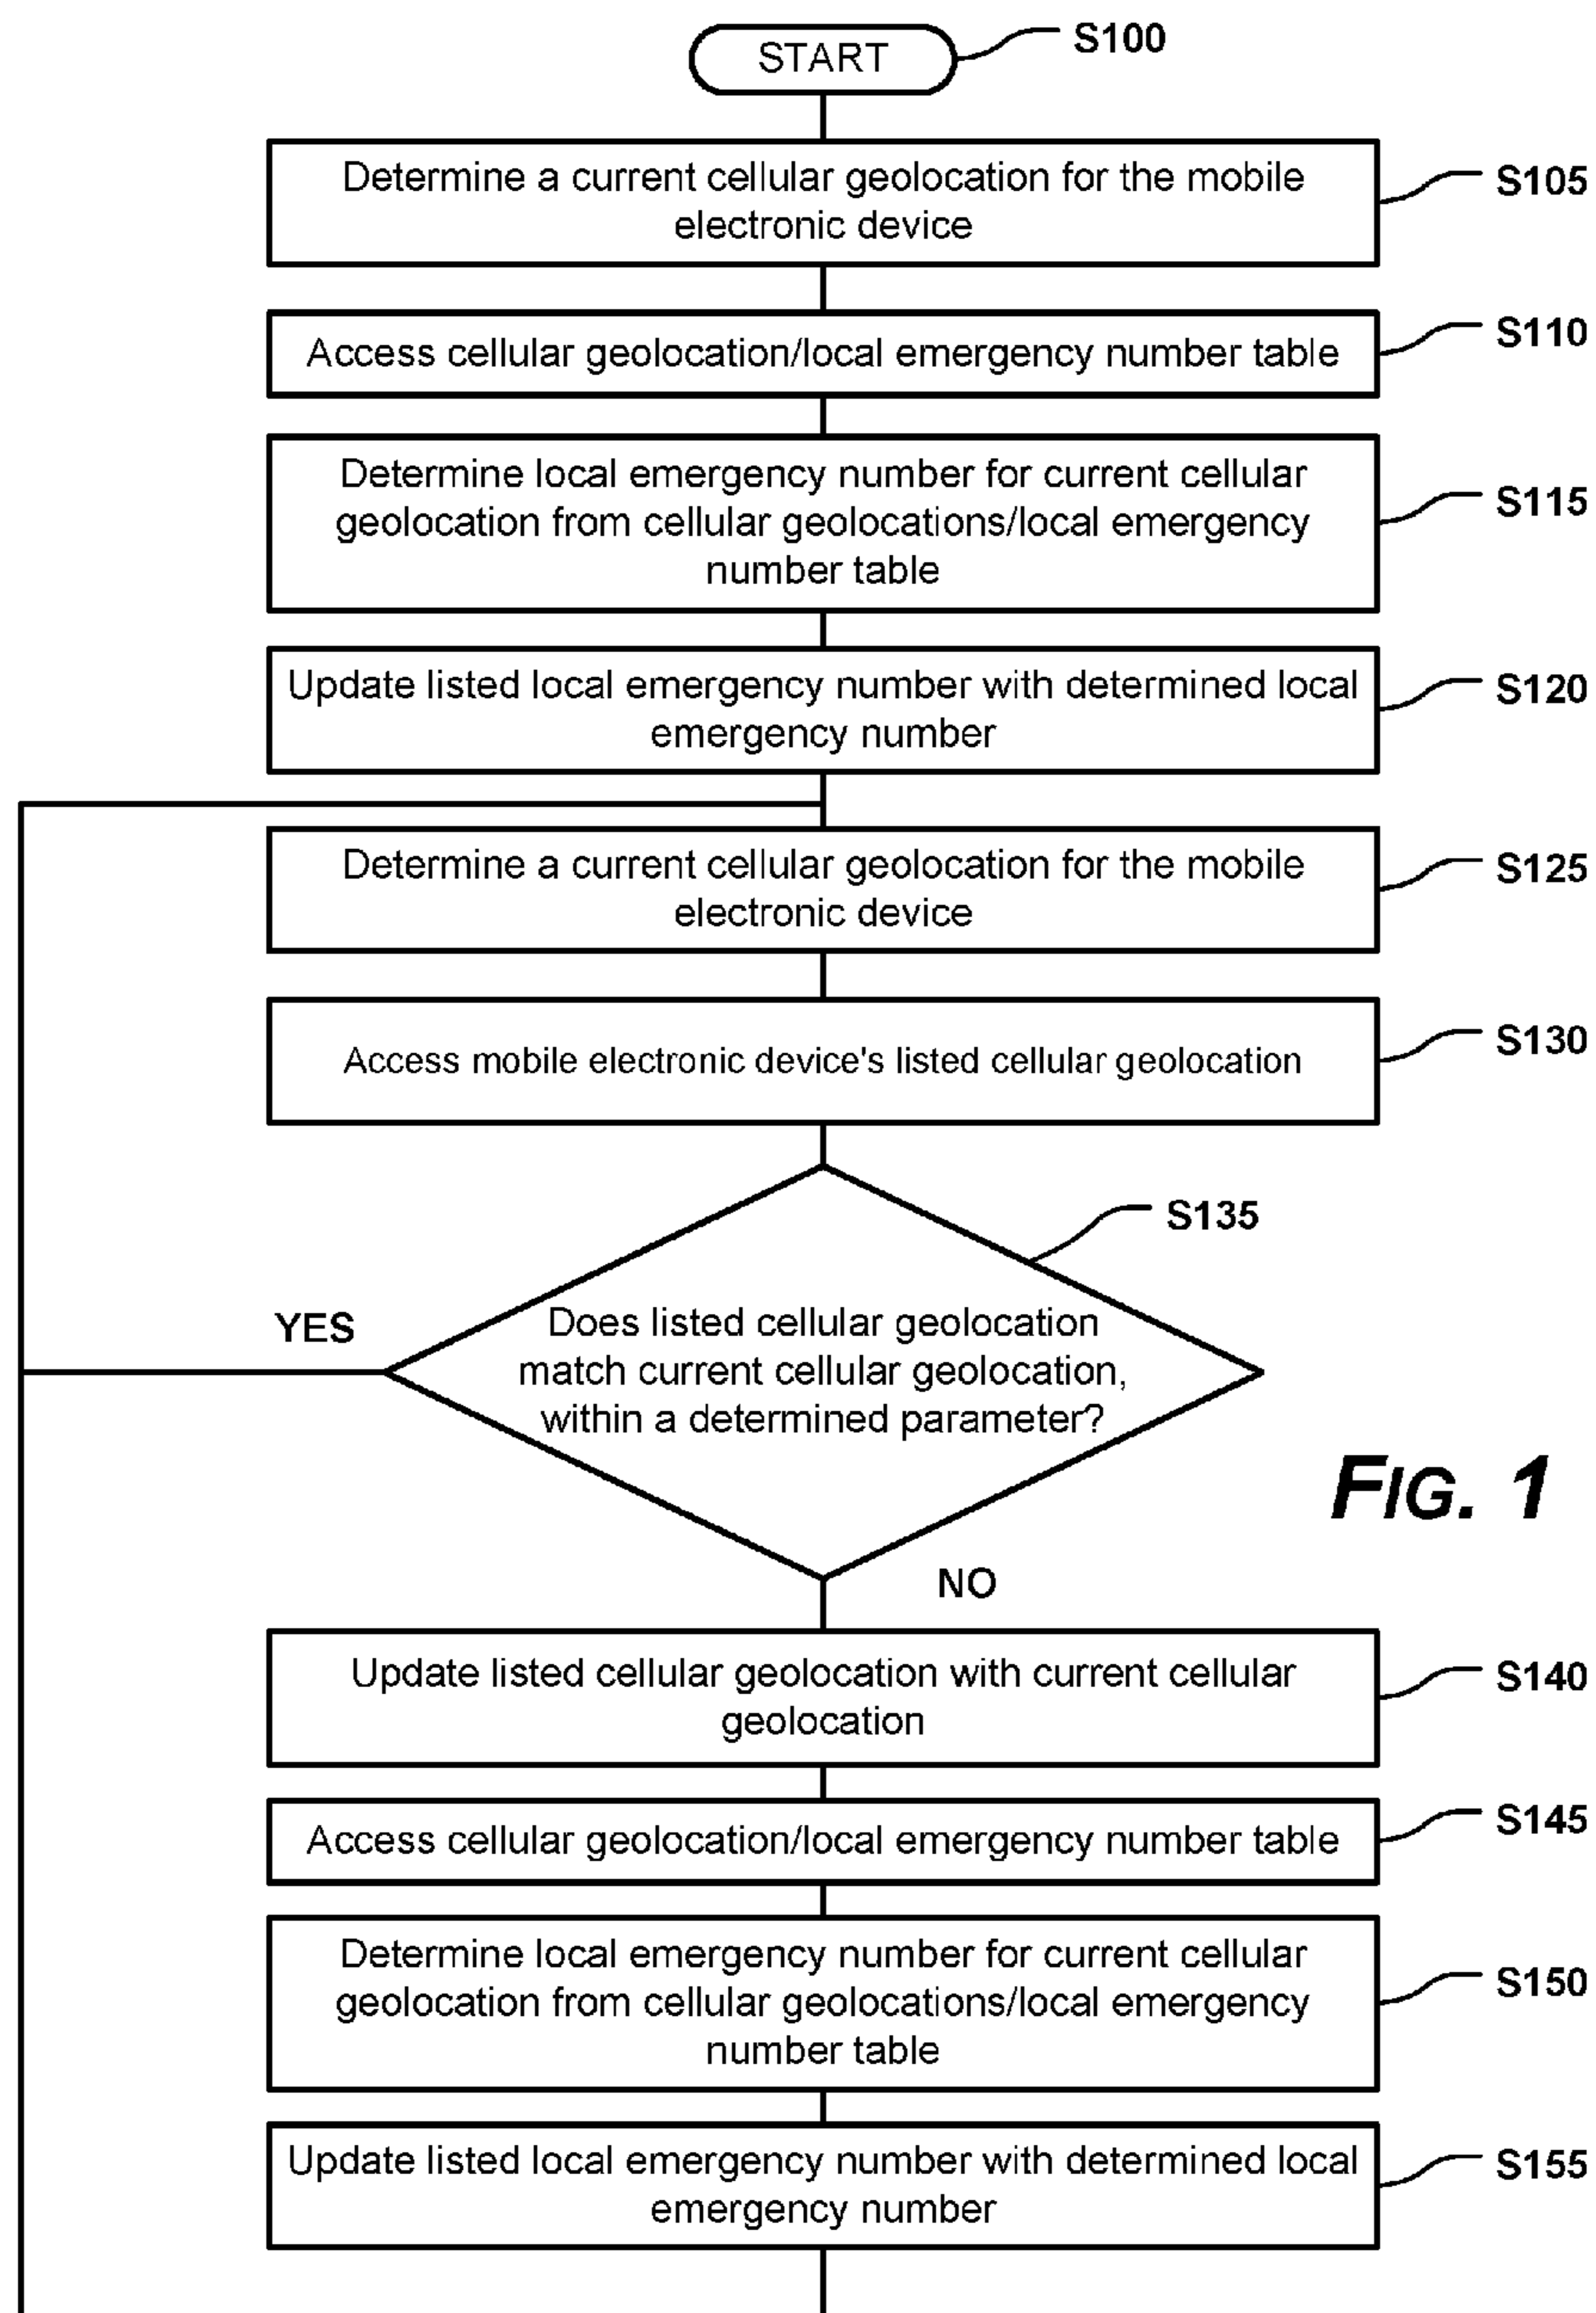 START
S100
Determine a current cellular geolocation for the mobile
electronic device
S105
Access cellular geolocation/local emergency number table
S110
Determine local emergency number for current cellular
geolocation from cellular geolocations/local emergency
number table
S115
Update listed local emergency number with determined local
emergency number
S120
Determine a current cellular geolocation for the mobile
electronic device
S125
Access mobile electronic device's listed cellular geolocation
S130
S135
Does listed cellular geolocation
match current cellular geolocation,
within a determined parameter?
YES
NO
FIG. 1
Update listed cellular geolocation with current cellular
geolocation
S140
Access cellular geolocation/local emergency number table
S145
Determine local emergency number for current cellular
geolocation from cellular geolocations/local emergency
number table
S150
Update listed local emergency number with determined local
emergency number
S155